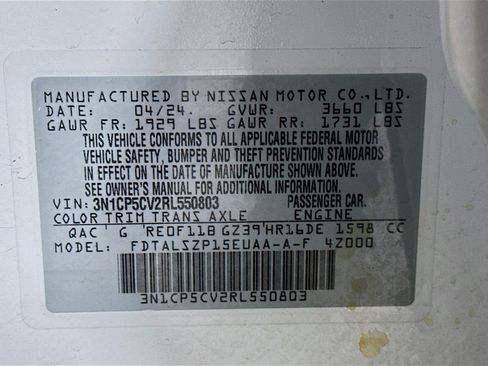 MANUFACTURED BY NISSAN MOTOR CO.,LTD.
DATE: 04/24 GVWR: 3660 LBS
GAWR FR: 1929 LBS GAWR RR: 1731 LBS
THIS VEHICLE CONFORMS TO ALL APPLICABLE FEDERAL MOTOR
VEHICLE SAFETY, BUMPER AND THEFT PREVENTION STANDARDS
IN EFFECT ON THE DATE OF MANUFACTURE SHOWN ABOVE.
SEE OWNER'S MANUAL FOR ADDITIONAL INFORMATION.
VIN: 3N1CP5CV2RL550803 PASSENGER CAR.
COLOR TRIM TRANS AXLE ENGINE
QAC G RE0F11B GZ39 HR16DE 1598 CC
MODEL: FDTALSZP15EUAA-A-F 4Z000
3N1CP5CV2RL550803